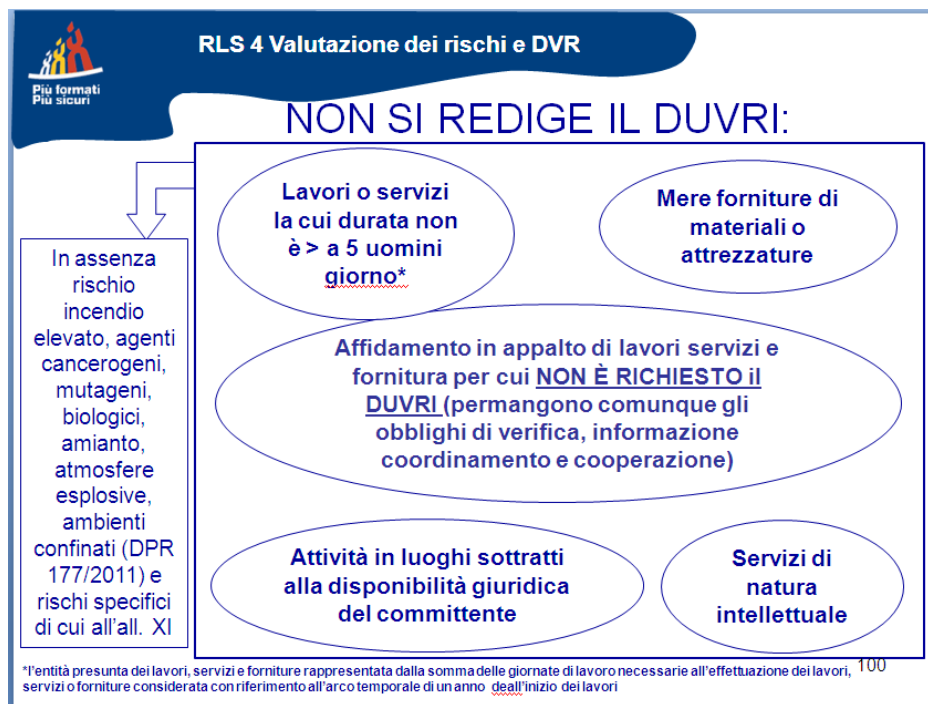 RLS 4 Valutazione dei rischi e DVR
Più formati
Più sicuri
NON SI REDIGE IL DUVRI:
Lavori o servizi
la cui durata non
è > a 5 uomini
giorno*
Mere forniture di
materiali o
attrezzature
In assenza
rischio
incendio
elevato, agenti
cancerogeni,
mutageni,
biologici,
amianto,
atmosfere
esplosive,
ambienti
confinati (DPR
177/2011) e
rischi specifici
di cui all'all. XI
Affidamento in appalto di lavori servizi e
fornitura per cui NON È RICHIESTO il
DUVRI (permangono comunque gli
obblighi di verifica, informazione
coordinamento e cooperazione)
Attività in luoghi sottratti
alla disponibilità giuridica
del committente
Servizi di
natura
intellettuale
*l'entità presunta dei lavori, servizi e forniture rappresentata dalla somma delle giornate di lavoro necessarie all'effettuazione dei lavori,
servizi o forniture considerata con riferimento all'arco temporale di un anno deall'inizio dei lavori
100